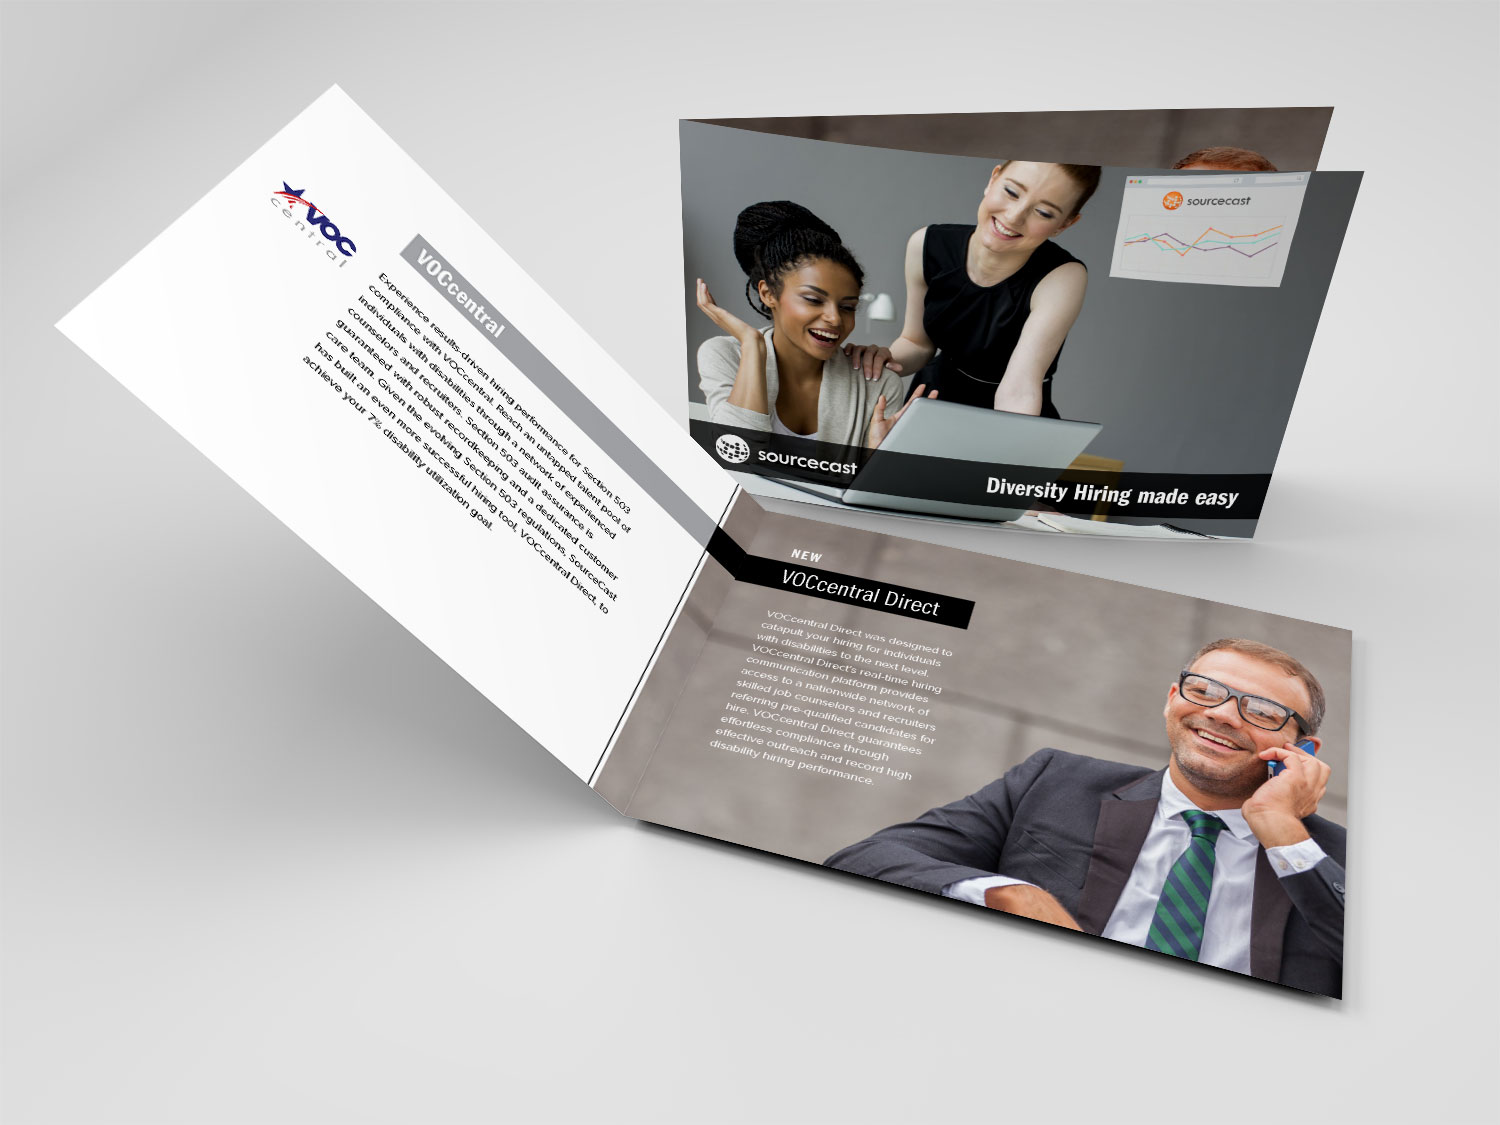 VOC
central
VOCcentral
Experience results-driven hiring performance for Section 503
compliance with VOCcentral. Reach an untapped talent pool of
individuals with disabilities through a network of experienced
counselors and recruiters. Section 503 audit assurance is
guaranteed with robust recordkeeping and a dedicated customer
care team. Given the evolving Section 503 regulations, SourceCast
has built an even more successful hiring tool, VOCcentral Direct, to
achieve your 7% disability utilization goal.
sourcecast
sourcecast
Diversity Hiring made easy
NEW
VOCcentral Direct
VOCcentral Direct was designed to
catapult your hiring for individuals
with disabilities to the next level.
VOCcentral Direct's real-time hiring
communication platform provides
access to a nationwide network of
skilled job counselors and recruiters
referring pre-qualified candidates for
hire. VOCcentral Direct guarantees
effortless compliance through
effective outreach and record high
disability hiring performance.